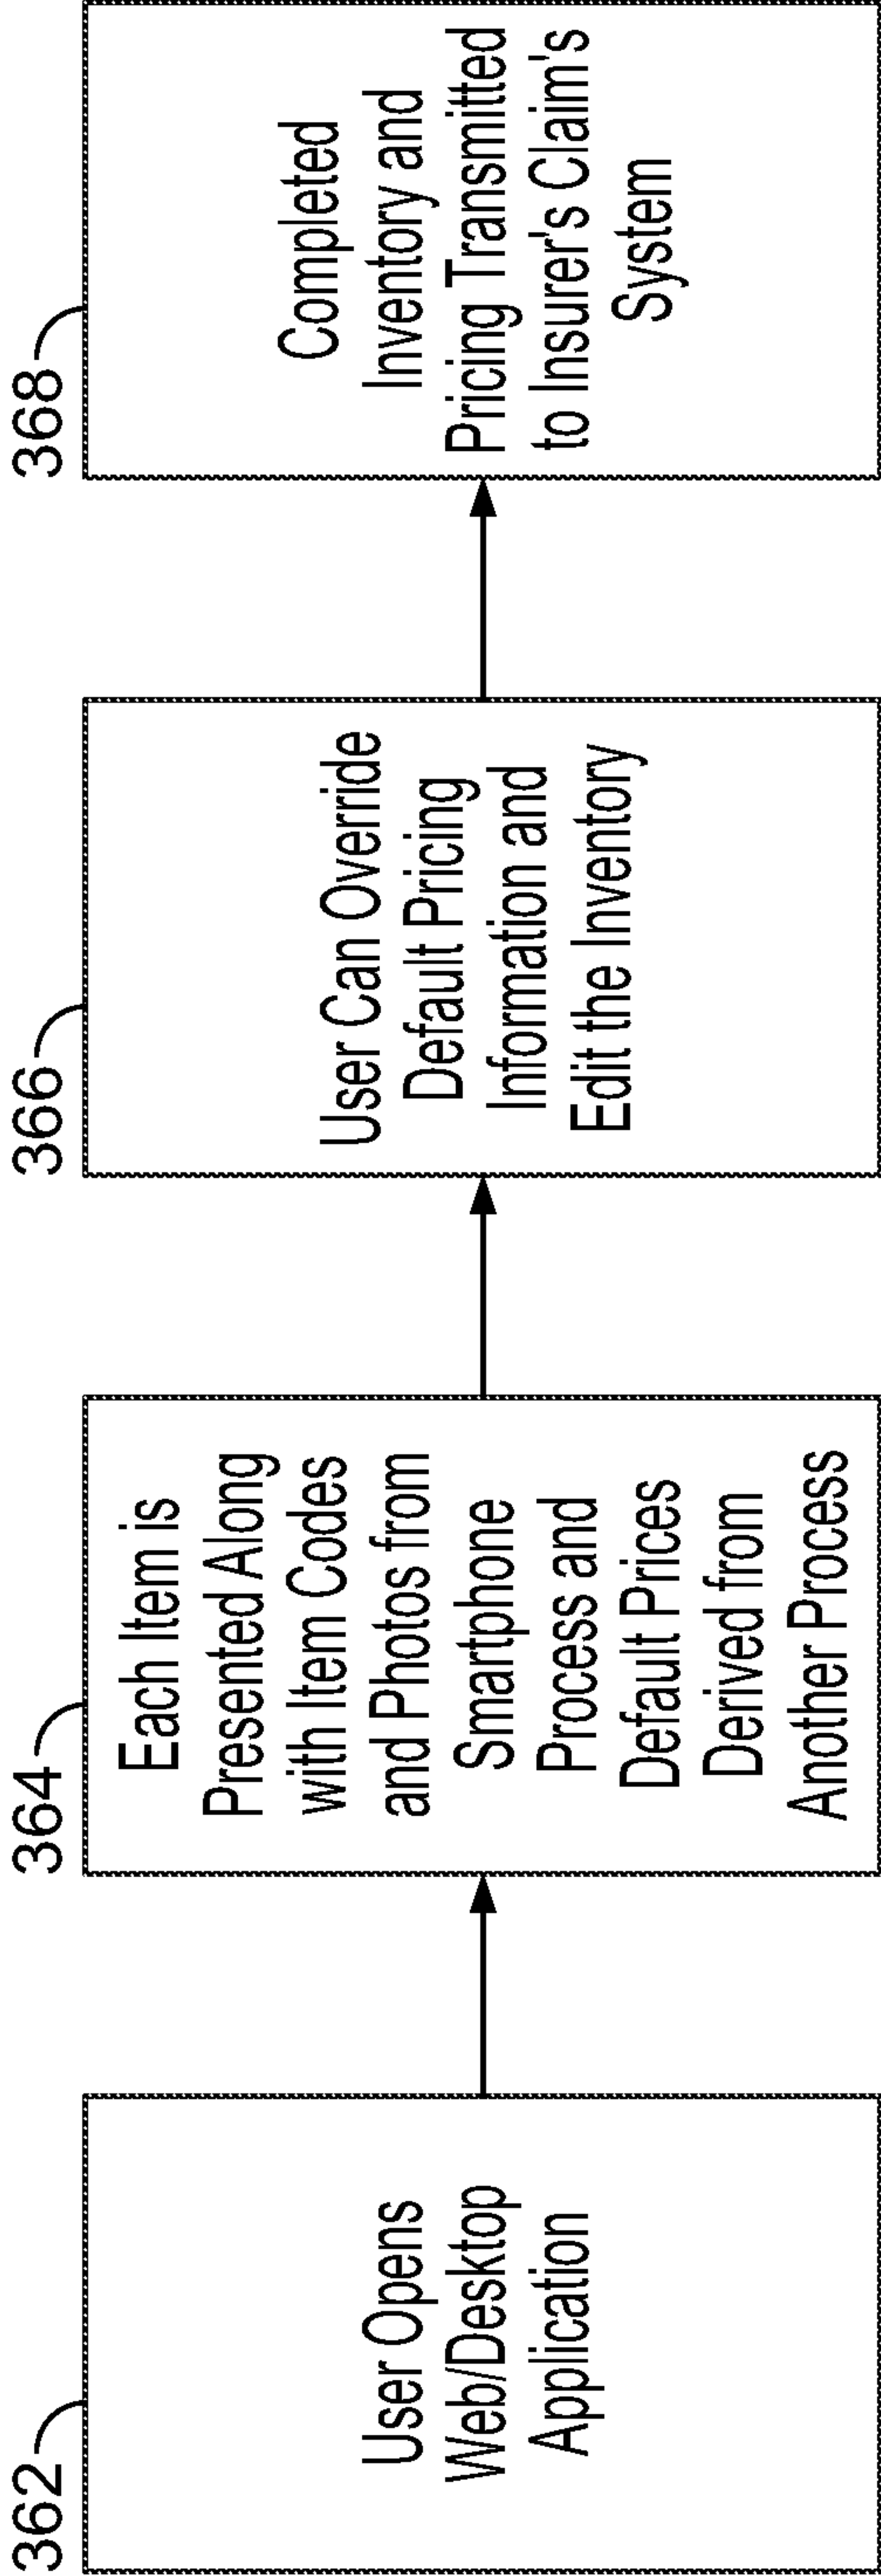 362
User Opens
Web/Desktop
Application
364
Each Item is
Presented Along
with Item Codes
and Photos from
Smartphone
Process and
Default Prices
Derived from
Another Process
366
User Can Override
Default Pricing
Information and
Edit the Inventory
368
Completed
Inventory and
Pricing Transmitted
to Insurer's Claim's
System